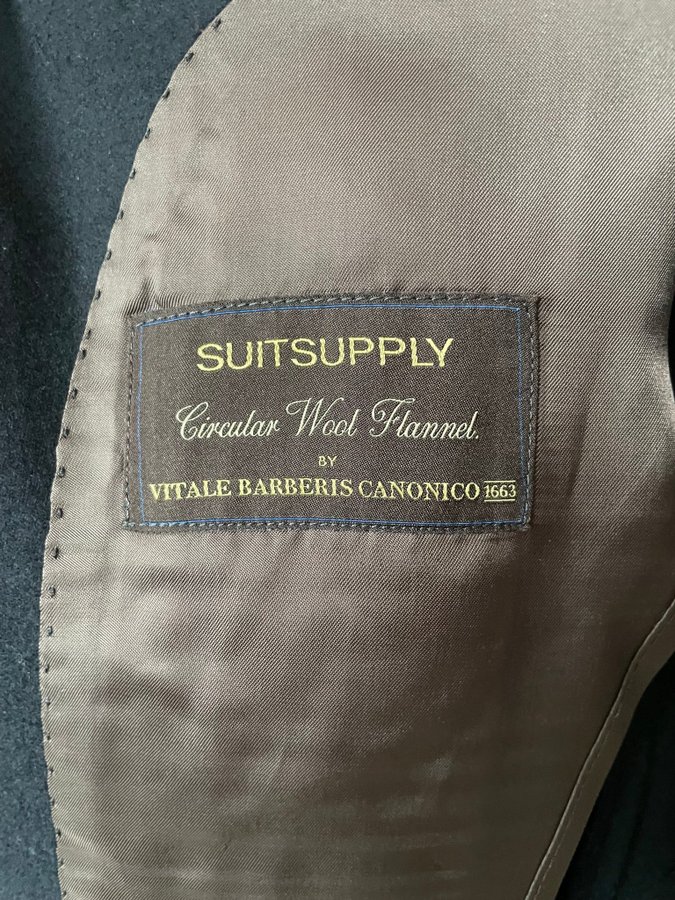 SUITSUPPLY
Circular Wool Flannel.
BY
VITALE BARBERIS CANONICO 1663